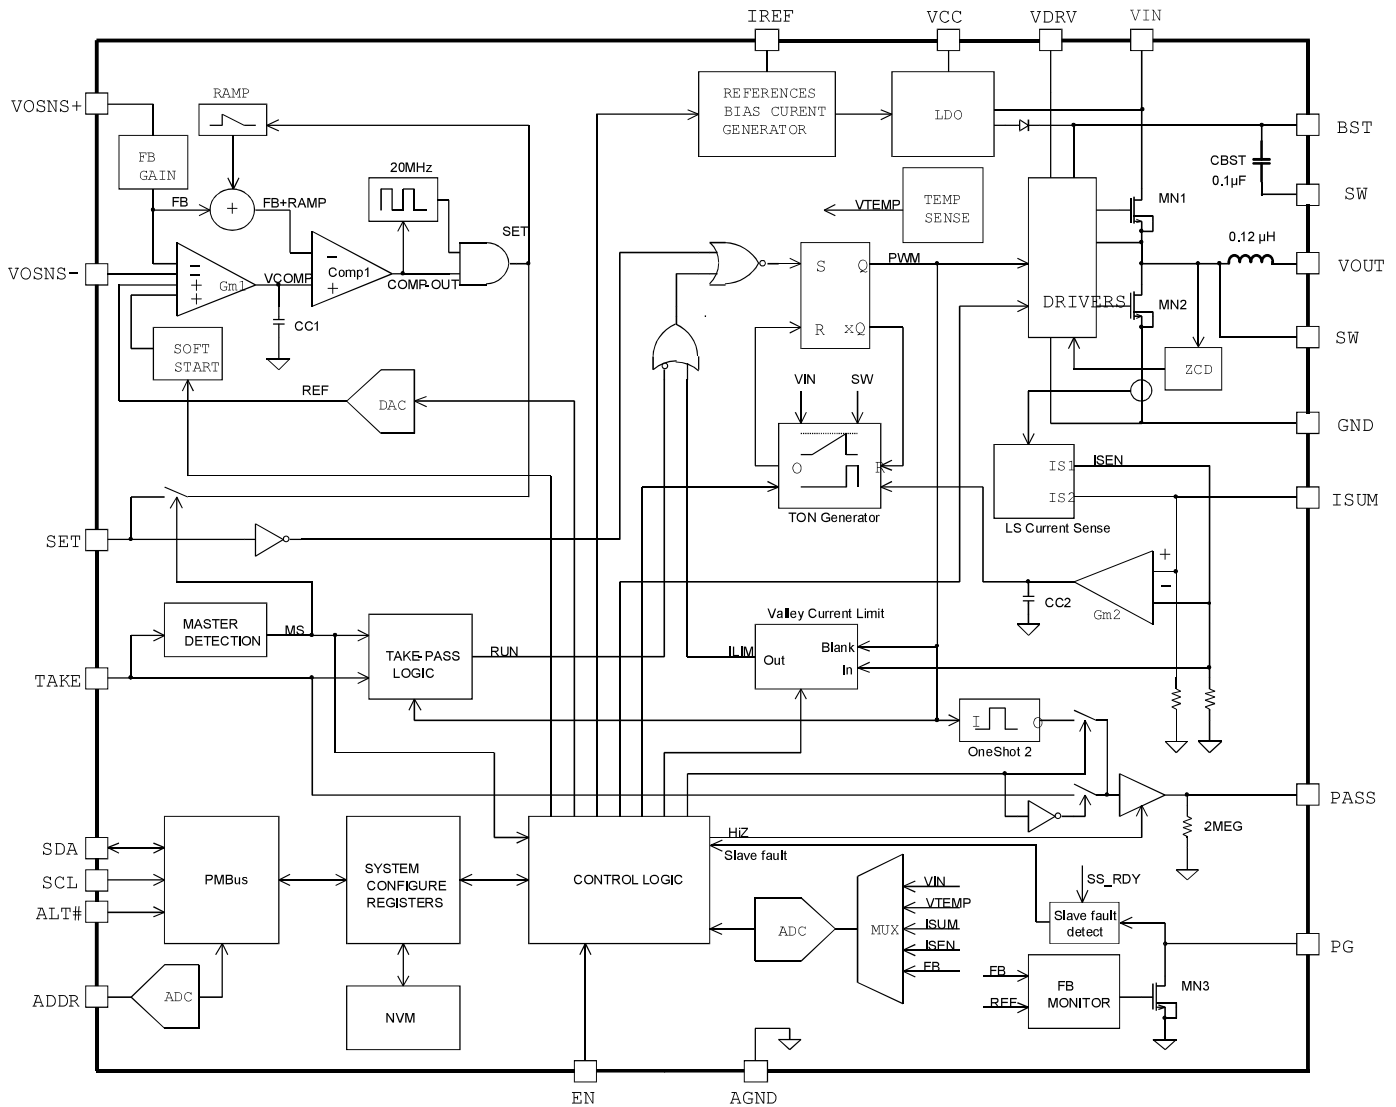 IREF
VCC
VDRV
VIN
VOSNS+
RAMP
REFERENCES
BIAS CURENT
GENERATOR
LDO
BST
FB
GAIN
20MHz
CBST
0.1µF
TEMP
SENSE
VTEMP
MN1
SW
FB
+
FB+RAMP
SET
0.12 µH
VOSNS-
−
−
+
+
Gm1
VCOMP
−
Comp1
+
COMP-OUT
S
Q
PWM
VOUT
CC1
DRIVERS
MN2
R
xQ
SW
SOFT
START
ZCD
REF
DAC
VIN
SW
GND
O
R
TON Generator
IS1
ISEN
IS2
LS Current Sense
ISUM
SET
+
−
Gm2
CC2
MASTER
DETECTION
MS
Valley Current Limit
TAKE-PASS
LOGIC
RUN
ILIM
Out
Blank
In
TAKE
I
O
OneShot 2
PASS
2MEG
HiZ
Slave fault
SDA
SCL
ALT#
PMBus
SYSTEM
CONFIGURE
REGISTERS
CONTROL LOGIC
SS_RDY
VIN
VTEMP
ISUM
ISEN
FB
MUX
ADC
Slave fault
detect
PG
FB
REF
FB
MONITOR
MN3
ADDR
ADC
NVM
EN
AGND